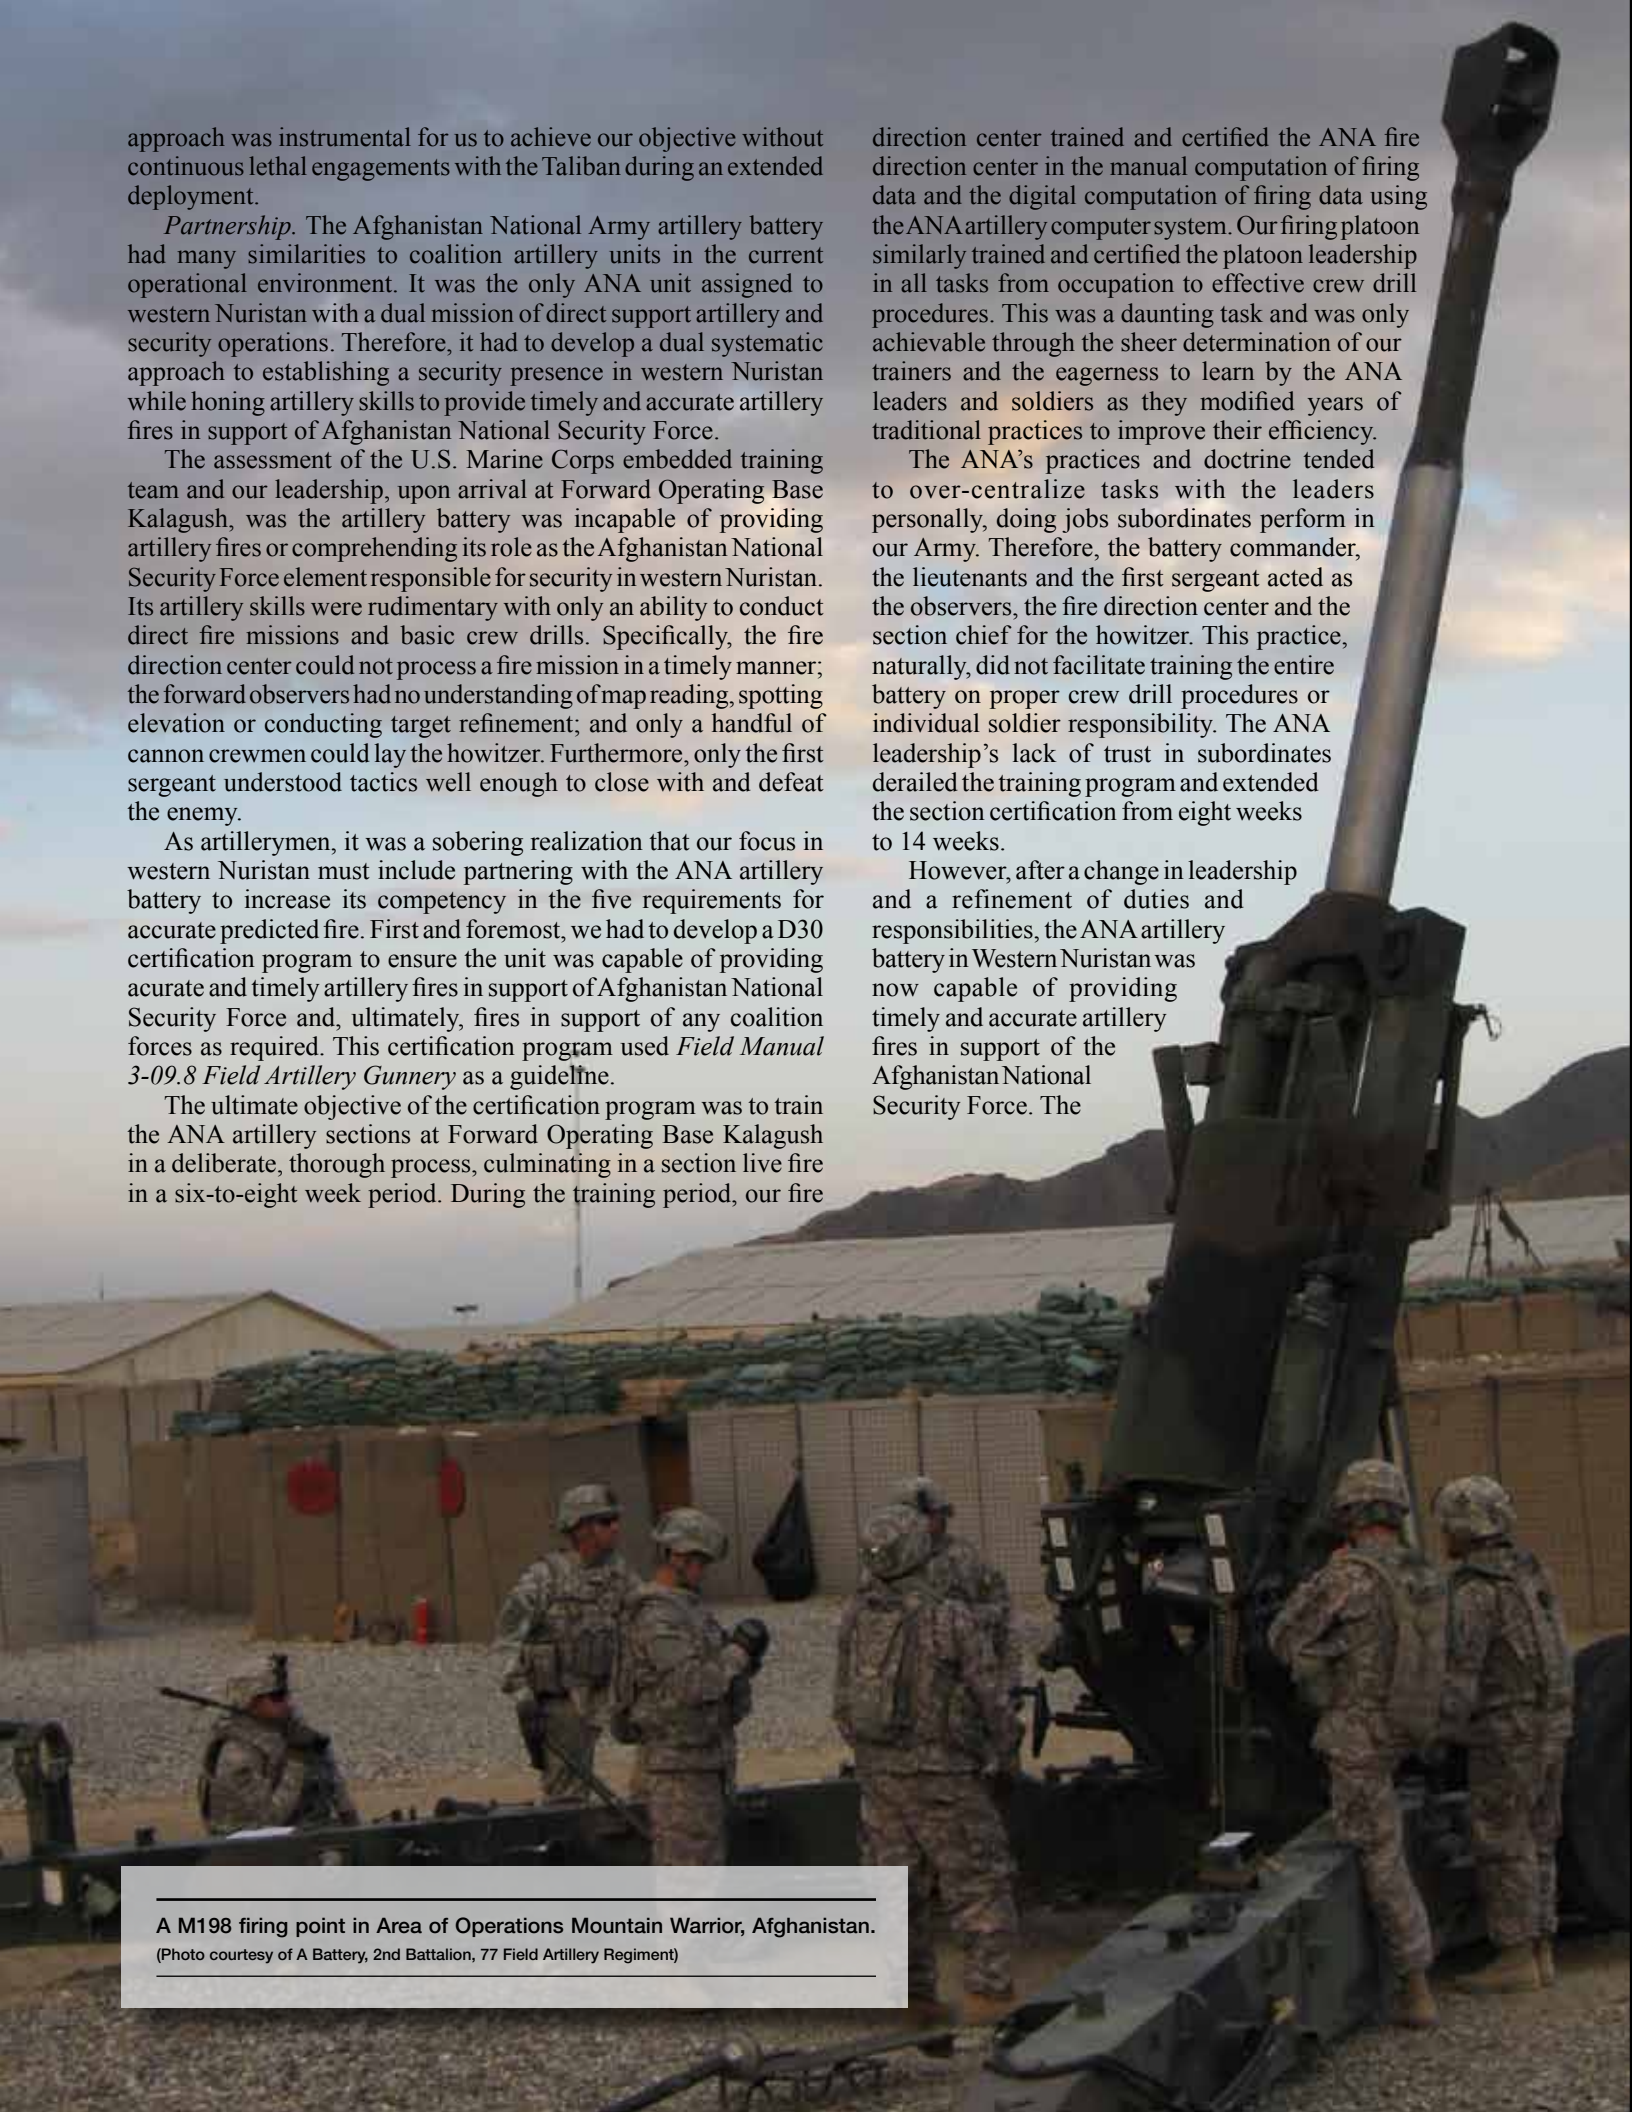 approach was instrumental for us to achieve our objective without
continuous lethal engagements with the Taliban during an extended
deployment.
Partnership. The Afghanistan National Army artillery battery
had many similarities to coalition artillery units in the current
operational environment. It was the only ANA unit assigned to
western Nuristan with a dual mission of direct support artillery and
security operations. Therefore, it had to develop a dual systematic
approach to establishing a security presence in western Nuristan
while honing artillery skills to provide timely and accurate artillery
fires in support of Afghanistan National Security Force.
The assessment of the U.S. Marine Corps embedded training
team and our leadership, upon arrival at Forward Operating Base
Kalagush, was the artillery battery was incapable of providing
artillery fires or comprehending its role as the Afghanistan National
Security Force element responsible for security in western Nuristan.
Its artillery skills were rudimentary with only an ability to conduct
direct fire missions and basic crew drills. Specifically, the fire
direction center could not process a fire mission in a timely manner;
the forward observers had no understanding of map reading, spotting
elevation or conducting target refinement; and only a handful of
cannon crewmen could lay the howitzer. Furthermore, only the first
sergeant understood tactics well enough to close with and defeat
the enemy.
As artillerymen, it was a sobering realization that our focus in
western Nuristan must include partnering with the ANA artillery
battery to increase its competency in the five requirements for
accurate predicted fire. First and foremost, we had to develop a D30
certification program to ensure the unit was capable of providing
acurate and timely artillery fires in support of Afghanistan National
Security Force and, ultimately, fires in support of any coalition
forces as required. This certification program used Field Manual
3-09.8 Field Artillery Gunnery as a guideline.
The ultimate objective of the certification program was to train
the ANA artillery sections at Forward Operating Base Kalagush
in a deliberate, thorough process, culminating in a section live fire
in a six-to-eight week period. During the training period, our fire
direction center trained and certified the ANA fire
direction center in the manual computation of firing
data and the digital computation of firing data using
the ANA artillery computer system. Our firing platoon
similarly trained and certified the platoon leadership
in all tasks from occupation to effective crew drill
procedures. This was a daunting task and was only
achievable through the sheer determination of our
trainers and the eagerness to learn by the ANA
leaders and soldiers as they modified years of
traditional practices to improve their efficiency.
The ANA's practices and doctrine tended
to over-centralize tasks with the leaders
personally, doing jobs subordinates perform in
our Army. Therefore, the battery commander,
the lieutenants and the first sergeant acted as
the observers, the fire direction center and the
section chief for the howitzer. This practice,
naturally, did not facilitate training the entire
battery on proper crew drill procedures or
individual soldier responsibility. The ANA
leadership's lack of trust in subordinates
derailed the training program and extended
the section certification from eight weeks
to 14 weeks.
However, after a change in leadership
and a refinement of duties and
responsibilities, the ANA artillery
battery in Western Nuristan was
now capable of providing
timely and accurate artillery
fires in support of the
Afghanistan National
Security Force. The
A M198 firing point in Area of Operations Mountain Warrior, Afghanistan.
(Photo courtesy of A Battery, 2nd Battalion, 77 Field Artillery Regiment)